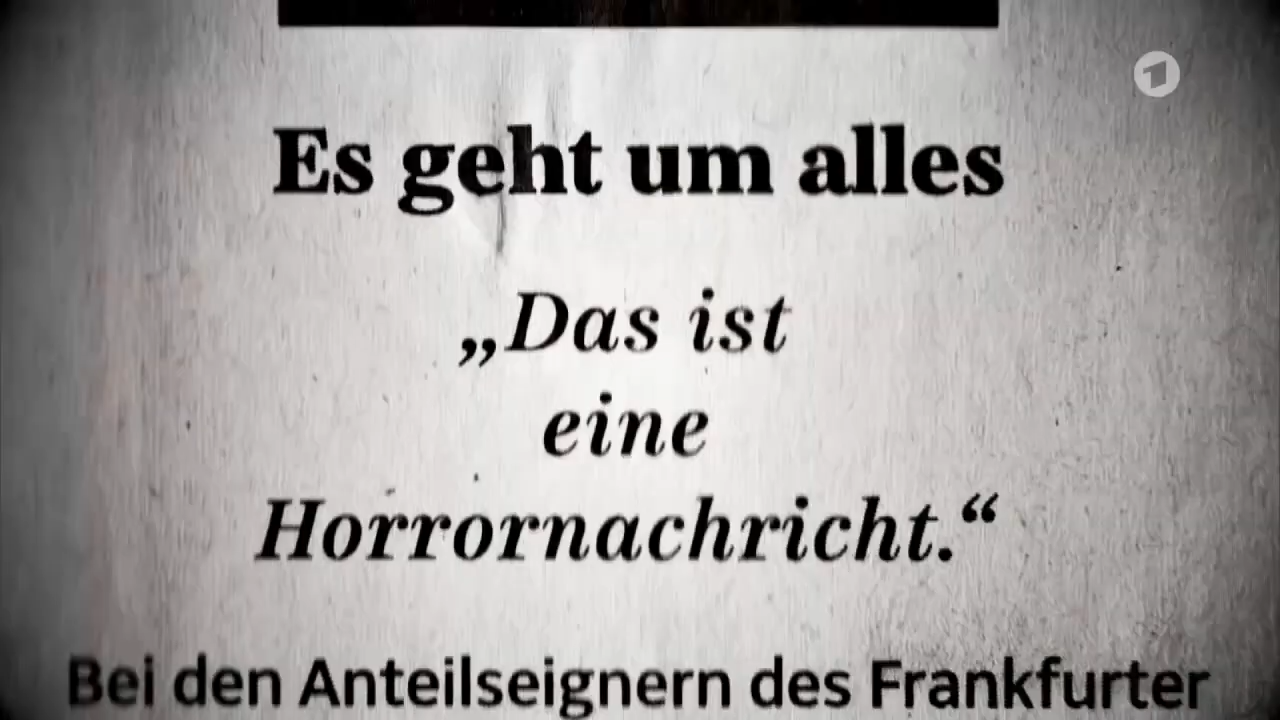 Es geht um alles
„Das ist
eine
Horrornachricht.“
Bei den Anteilseignern des Frankfurter